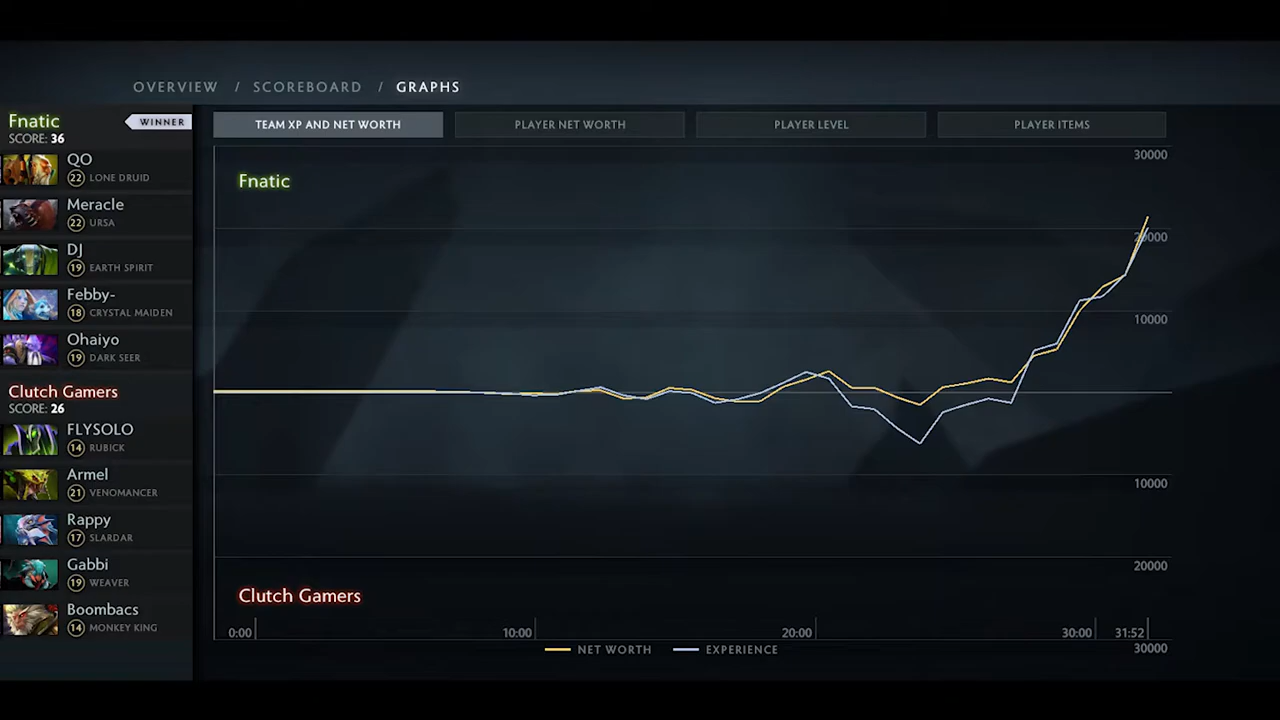 OVERVIEW / SCOREBOARD / GRAPHS
Fnatic
WINNER
SCORE: 36
QO
22 LONE DRUID
Meracle
22 URSA
DJ
19 EARTH SPIRIT
Febby-
18 CRYSTAL MAIDEN
Ohaiyo
19 DARK SEER
Clutch Gamers
SCORE: 26
FLYSOLO
14 RUBICK
Armel
21 VENOMANCER
Rappy
17 SLARDAR
Gabbi
19 WEAVER
Boombacs
14 MONKEY KING
TEAM XP AND NET WORTH
PLAYER NET WORTH
PLAYER LEVEL
PLAYER ITEMS
Fnatic
30000
20000
10000
10000
20000
Clutch Gamers
0:00 10:00 20:00 30:00 31:52
30000
NET WORTH EXPERIENCE